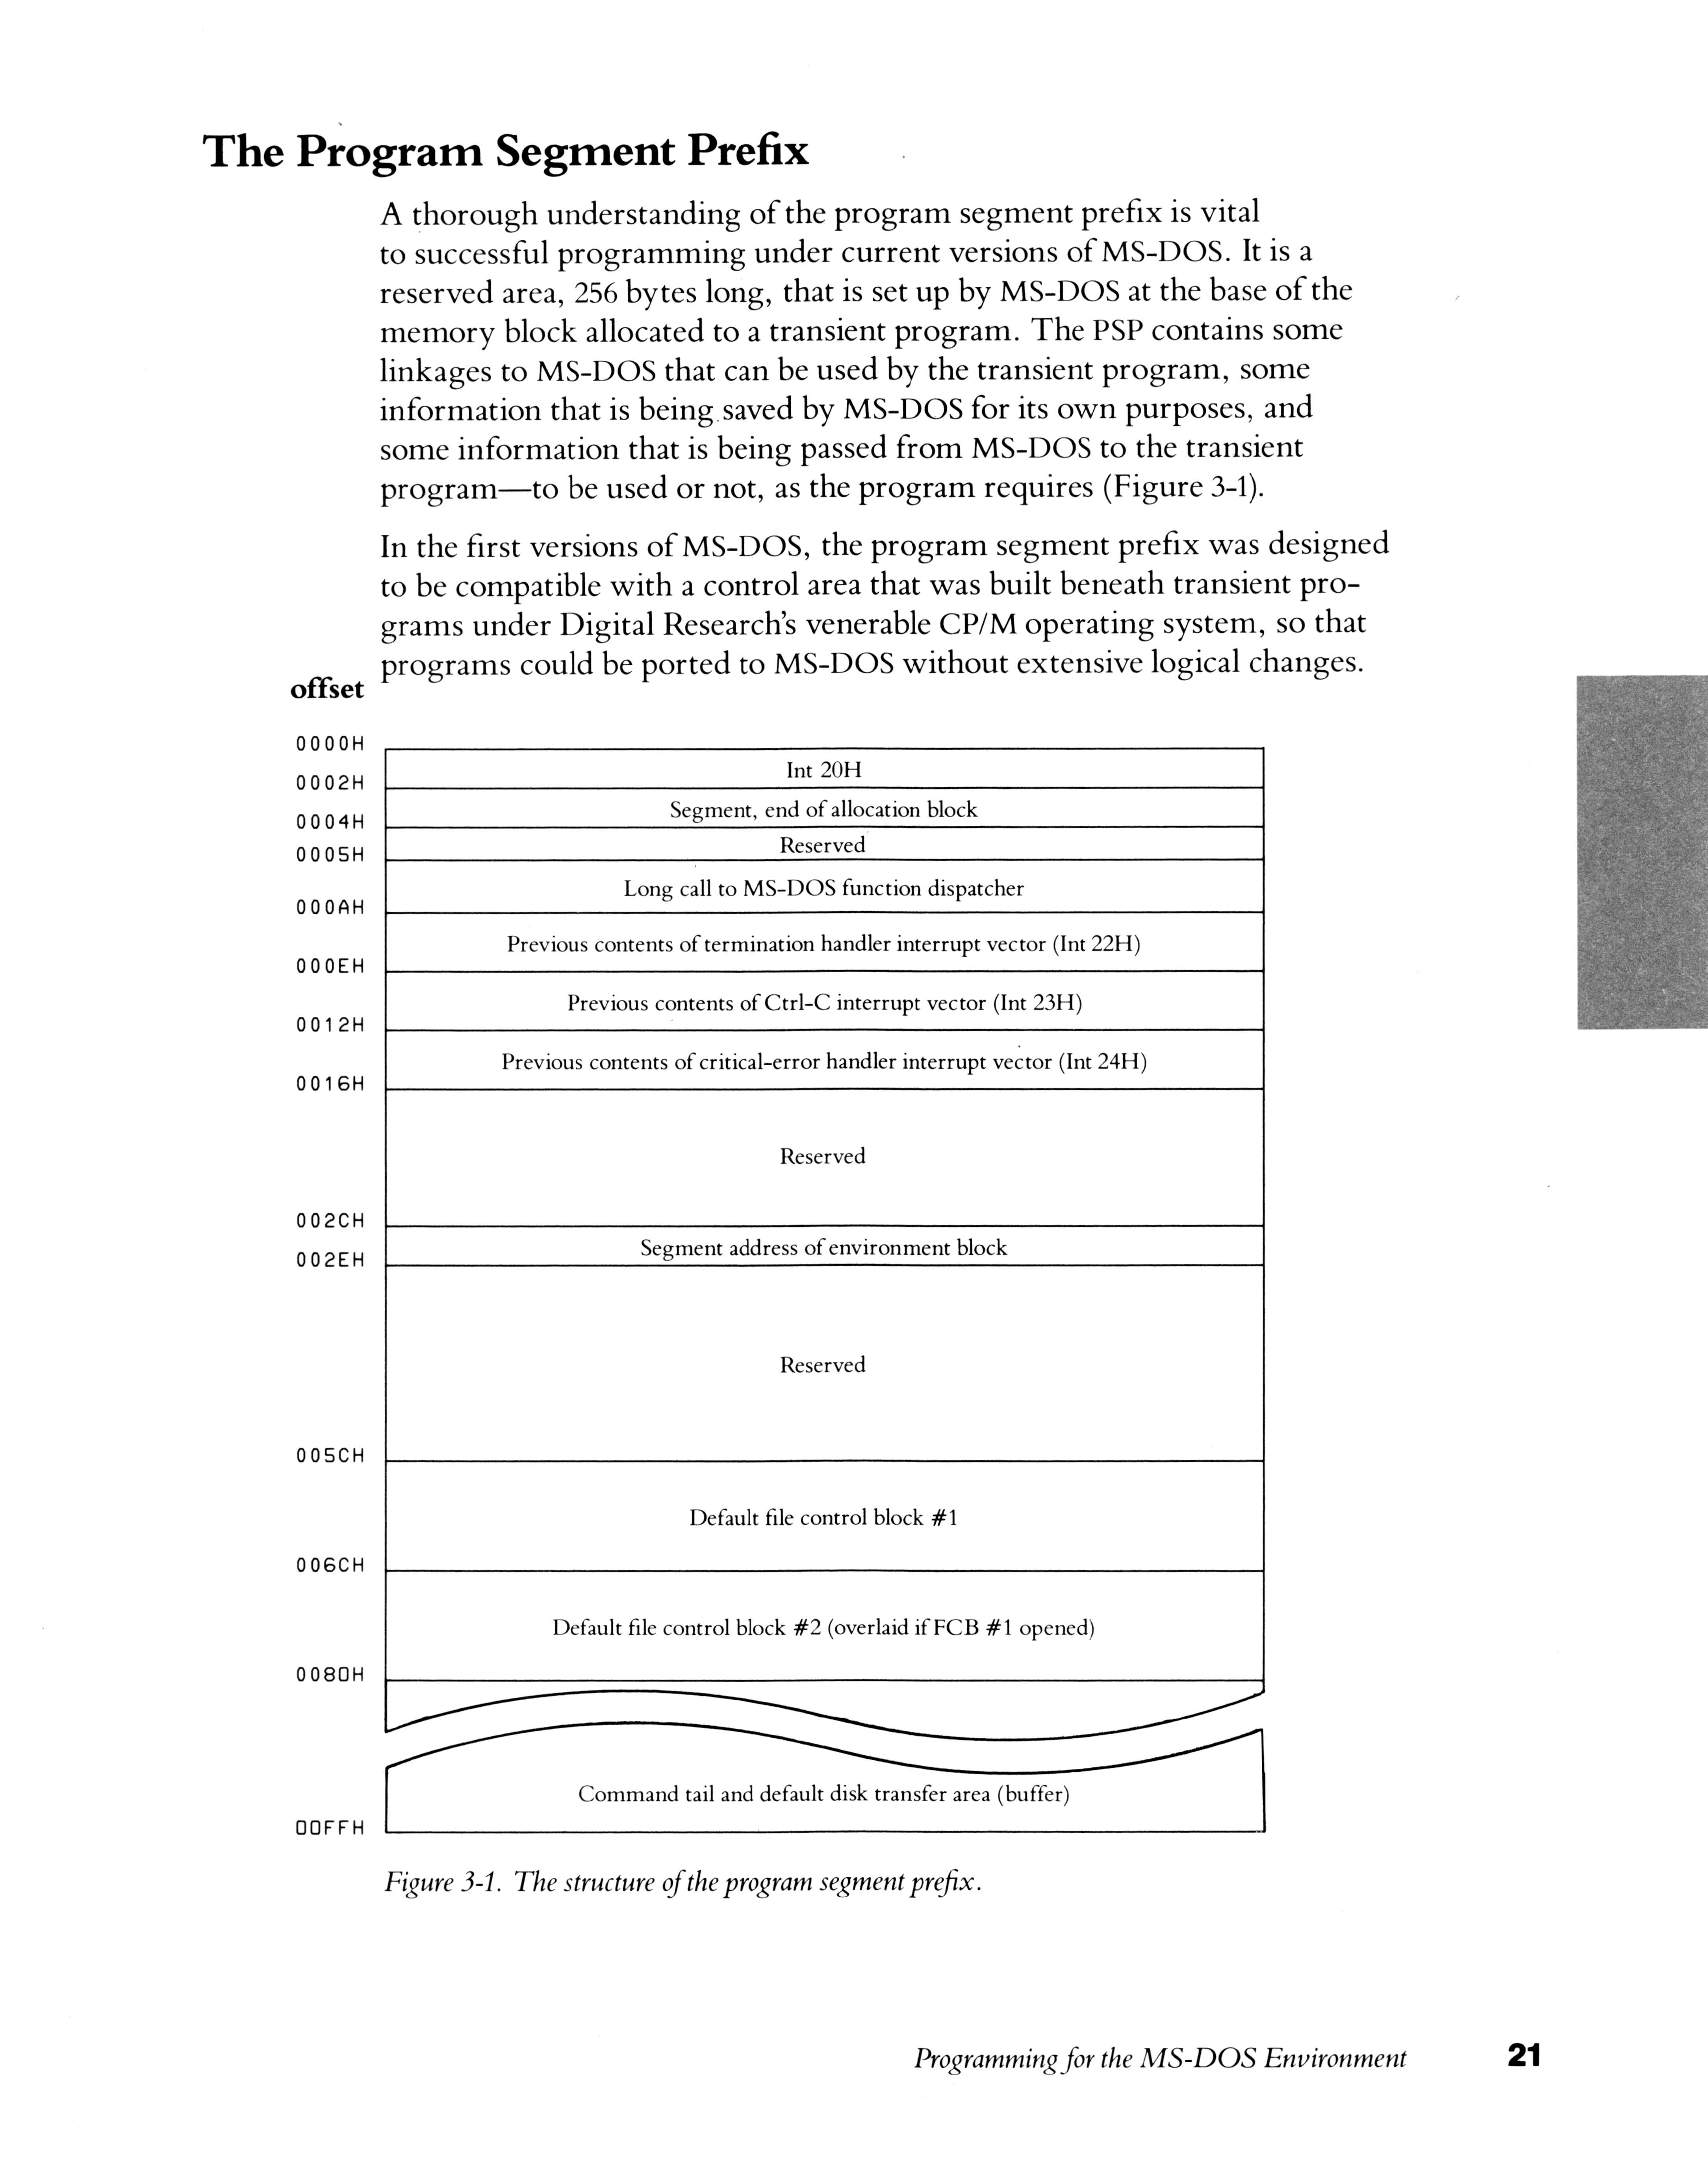 The Program Segment Prefix
A thorough understanding of the program segment prefix is vital
to successful programming under current versions of MS-DOS. It is a
reserved area, 256 bytes long, that is set up by MS-DOS at the base of the
memory block allocated to a transient program. The PSP contains some
linkages to MS-DOS that can be used by the transient program, some
information that is being saved by MS-DOS for its own purposes, and
some information that is being passed from MS-DOS to the transient
program—to be used or not, as the program requires (Figure 3-1).
In the first versions of MS-DOS, the program segment prefix was designed
to be compatible with a control area that was built beneath transient pro-
grams under Digital Research's venerable CP/M operating system, so that
programs could be ported to MS-DOS without extensive logical changes.
offset
0000H
Int 20H
0002H
Segment, end of allocation block
0004H
Reserved
0005H
Long call to MS-DOS function dispatcher
000AH
Previous contents of termination handler interrupt vector (Int 22H)
000EH
Previous contents of Ctrl-C interrupt vector (Int 23H)
0012H
Previous contents of critical-error handler interrupt vector (Int 24H)
0016H
Reserved
002CH
Segment address of environment block
002EH
Reserved
005CH
Default file control block #1
006CH
Default file control block #2 (overlaid if FCB #1 opened)
0080H
Command tail and default disk transfer area (buffer)
00FFH
Figure 3-1. The structure of the program segment prefix.
Programming for the MS-DOS Environment 21